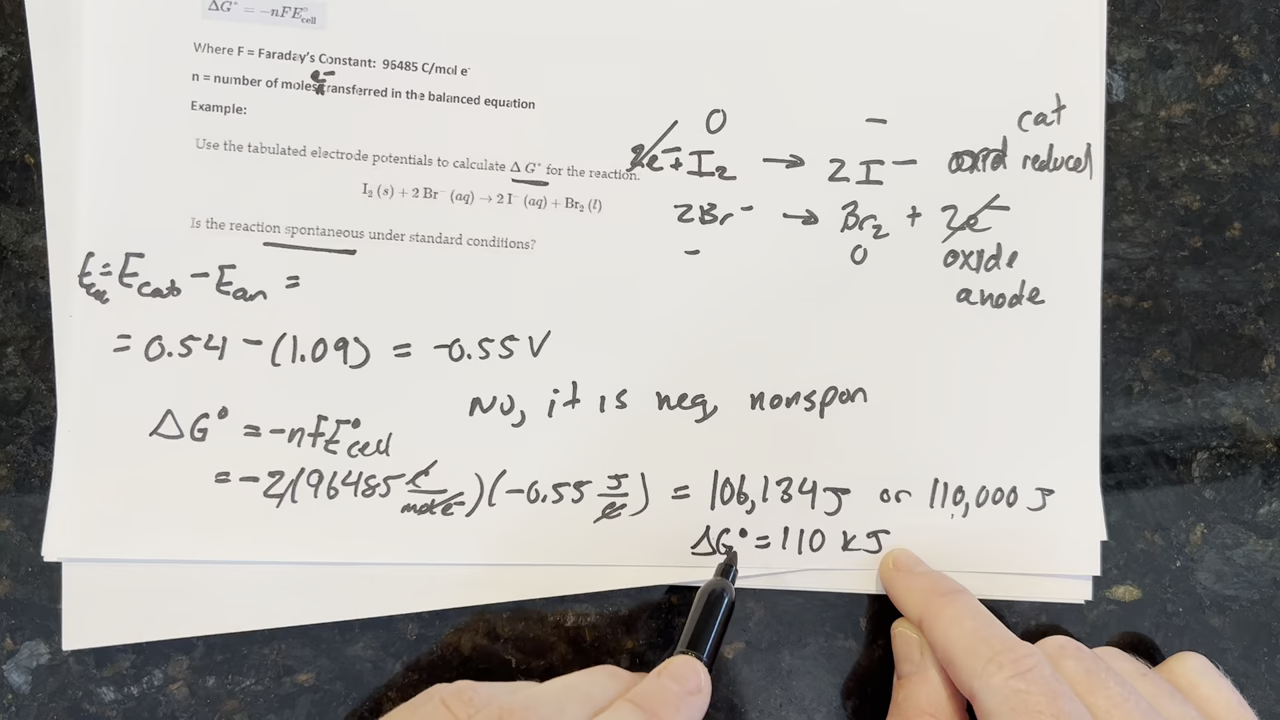 ΔG° = −nFE°cell
Where F = Faraday's Constant: 96485 C/mol e⁻
n = number of moles e⁻ transferred in the balanced equation
Example:
Use the tabulated electrode potentials to calculate Δ G° for the reaction.
I₂ (s) + 2 Br⁻ (aq) → 2 I⁻ (aq) + Br₂ (l)
Is the reaction spontaneous under standard conditions?
0 − cat
2e⁻ + I₂ → 2I⁻ reduced
2Br⁻ → Br₂ + 2e⁻
− 0 oxide
anode
= Ecat − Ean =
= 0.54 − (1.09) = −0.55 V
No, it is neg, nonspon
ΔG° = −nFE°cell
= −2(96485 C/mol e⁻)(−0.55 J/C) = 106,134 J or 110,000 J
ΔG° = 110 kJ